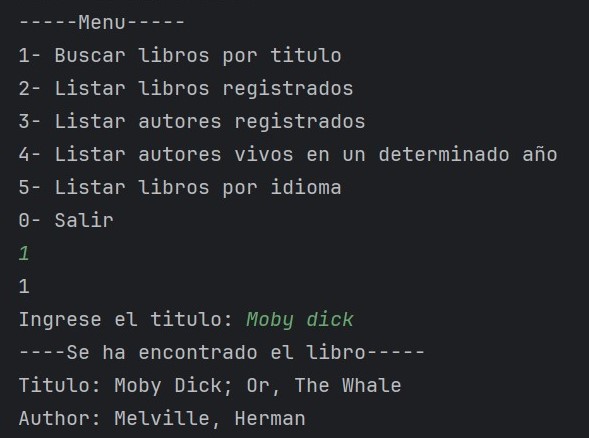 -----Menu-----
1- Buscar libros por titulo
2- Listar libros registrados
3- Listar autores registrados
4- Listar autores vivos en un determinado año
5- Listar libros por idioma
0- Salir
1
1
Ingrese el titulo: Moby dick
----Se ha encontrado el libro-----
Titulo: Moby Dick; Or, The Whale
Author: Melville, Herman